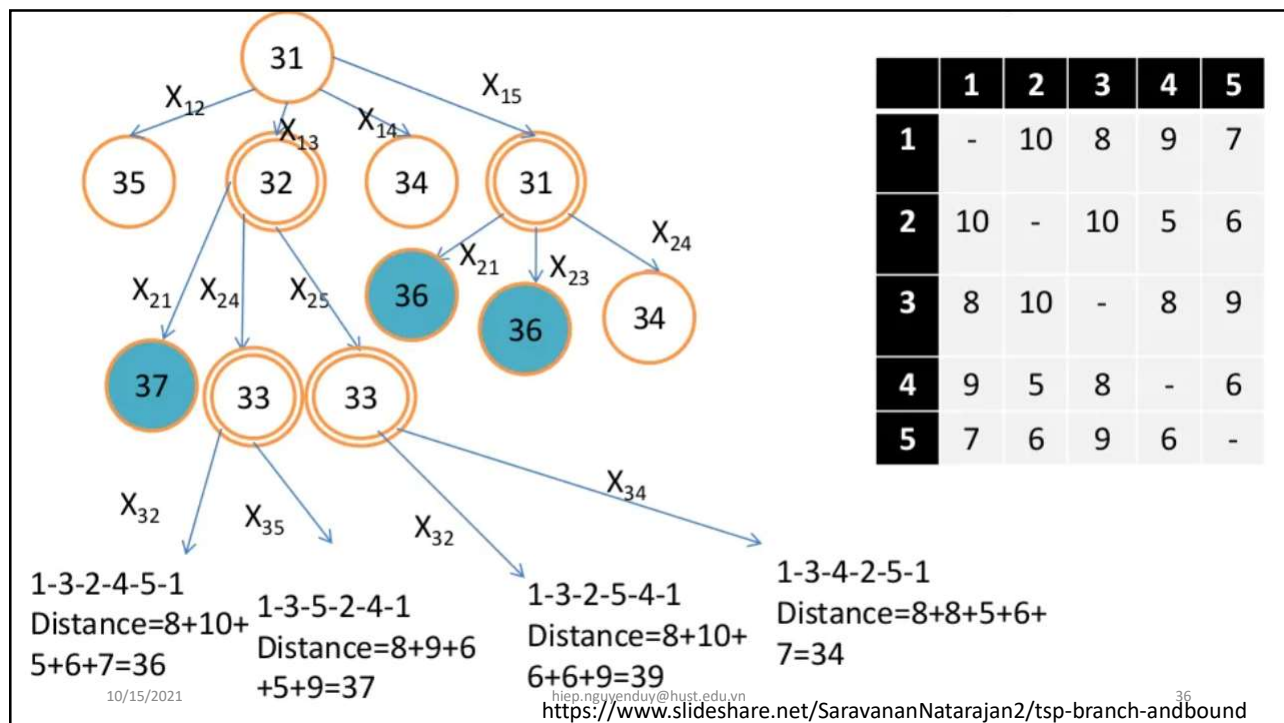 31
X12 X13 X14 X15
35 32 34 31
X21 X24 X25 X21 X23 X24
36 36 34
37 33 33
X32 X35 X32 X34
1-3-2-4-5-1
Distance=8+10+
5+6+7=36
1-3-5-2-4-1
Distance=8+9+6
+5+9=37
1-3-2-5-4-1
Distance=8+10+
6+6+9=39
1-3-4-2-5-1
Distance=8+8+5+6+
7=34
1 2 3 4 5
1 - 10 8 9 7
2 10 - 10 5 6
3 8 10 - 8 9
4 9 5 8 - 6
5 7 6 9 6 -
10/15/2021
hiep.nguyenduy@hust.edu.vn
36
https://www.slideshare.net/SaravananNatarajan2/tsp-branch-andbound